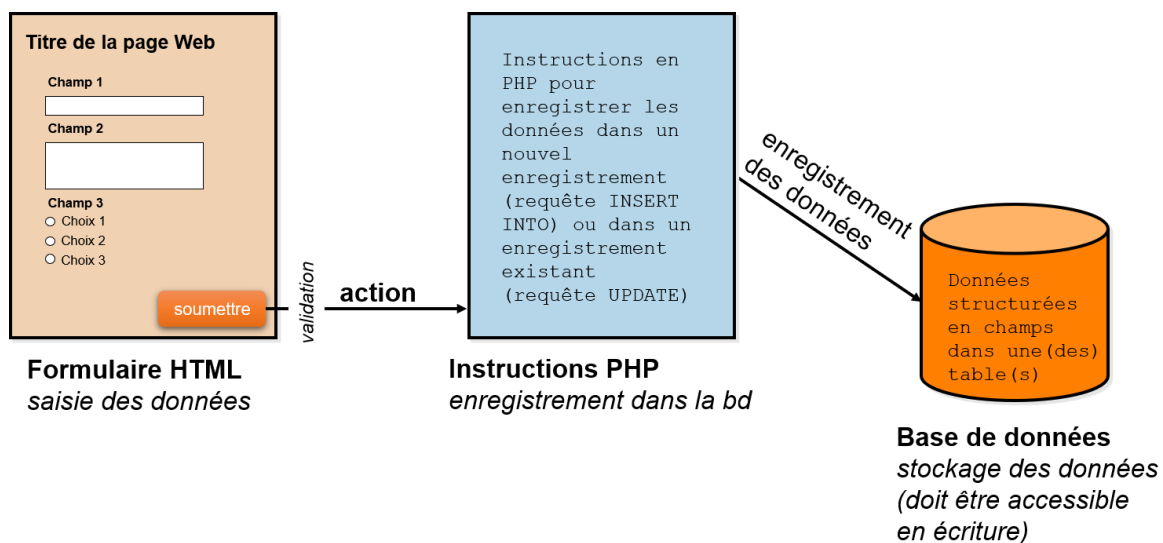 Titre de la page Web
Champ 1
Champ 2
Champ 3
Choix 1
Choix 2
Choix 3
soumettre
validation
action
Formulaire HTML
saisie des données
Instructions en
PHP pour
enregistrer les
données dans un
nouvel
enregistrement
(requête INSERT
INTO) ou dans un
enregistrement
existant
(requête UPDATE)
Instructions PHP
enregistrement dans la bd
enregistrement
des données
Données
structurées
en champs
dans une(des)
table(s)
Base de données
stockage des données
(doit être accessible
en écriture)